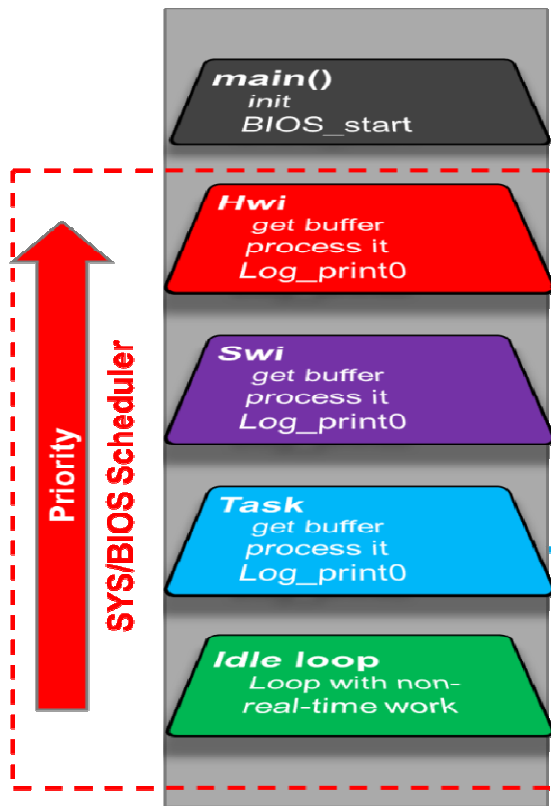 main()
init
BIOS_start
Hwi
get buffer
process it
Log_print0
Swi
get buffer
process it
Log_print0
Task
get buffer
process it
Log_print0
Idle loop
Loop with non-
real-time work
Priority
SYS/BIOS Scheduler